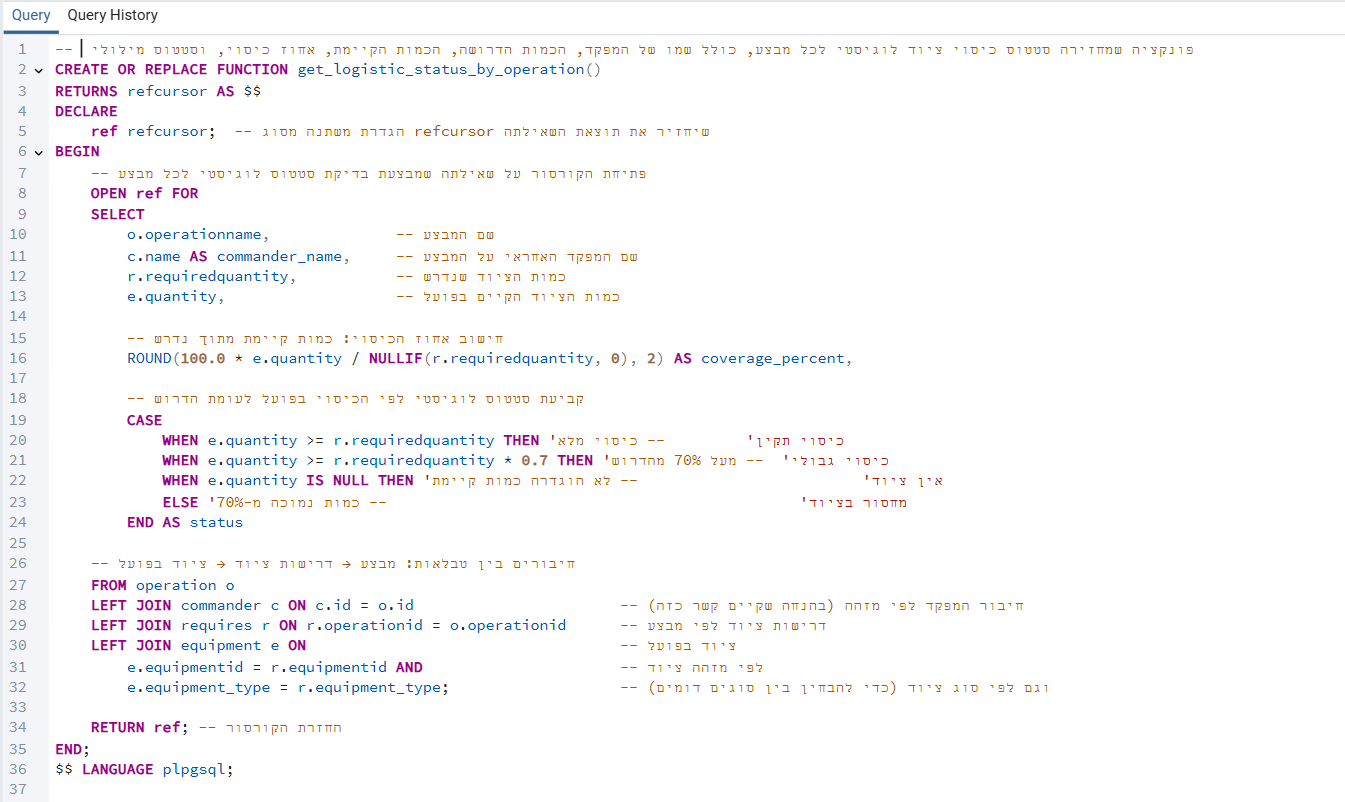 Query Query History
1 -- פונקציה שמחזירה סטטוס כיסוי ציוד לוגיסטי לכל מבצע, כולל שמו של המפקד, הכמות הדרושה, הכמות הקיימת, אחוז כיסוי, וסטטוס מילולי
2 CREATE OR REPLACE FUNCTION get_logistic_status_by_operation()
3 RETURNS refcursor AS $$
4 DECLARE
5 ref refcursor; -- הגדרת משתנה מסוג refcursor שיחזיר את תוצאת השאילתה
6 BEGIN
7 -- פתיחת הקורסור על שאילתה שמבצעת בדיקת סטטוס לוגיסטי לכל מבצע
8 OPEN ref FOR
9 SELECT
10 o.operationname, -- שם המבצע
11 c.name AS commander_name, -- שם המפקד האחראי על המבצע
12 r.requiredquantity, -- כמות הציוד שנדרש
13 e.quantity, -- כמות הציוד הקיים בפועל
14
15 -- חישוב אחוז הכיסוי: כמות קיימת מתוך נדרש
16 ROUND(100.0 * e.quantity / NULLIF(r.requiredquantity, 0), 2) AS coverage_percent,
17
18 -- קביעת סטטוס לוגיסטי לפי הכיסוי בפועל לעומת הדרוש
19 CASE
20 WHEN e.quantity >= r.requiredquantity THEN 'כיסוי תקין' -- כיסוי מלא
21 WHEN e.quantity >= r.requiredquantity * 0.7 THEN 'כיסוי גבולי' -- מעל 70% מהדרוש
22 WHEN e.quantity IS NULL THEN 'אין ציוד' -- לא הוגדרה כמות קיימת
23 ELSE 'מחסור בציוד' -- כמות נמוכה מ-70%
24 END AS status
25
26 -- חיבורים בין טבלאות: מבצע → דרישות ציוד → ציוד בפועל
27 FROM operation o
28 LEFT JOIN commander c ON c.id = o.id -- חיבור המפקד לפי מזהה (בהנחה שקיים קשר כזה)
29 LEFT JOIN requires r ON r.operationid = o.operationid -- דרישות ציוד לפי מבצע
30 LEFT JOIN equipment e ON -- ציוד בפועל
31 e.equipmentid = r.equipmentid AND -- לפי מזהה ציוד
32 e.equipment_type = r.equipment_type; -- וגם לפי סוג ציוד (כדי להבחין בין סוגים דומים)
33
34 RETURN ref; -- החזרת הקורסור
35 END;
36 $$ LANGUAGE plpgsql;
37